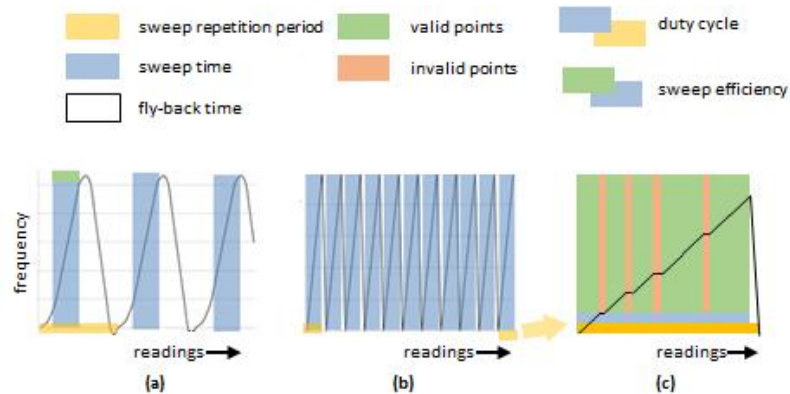 sweep repetition period
sweep time
fly-back time
valid points
invalid points
duty cycle
sweep efficiency
frequency
readings
(a)
readings
(b)
readings
(c)